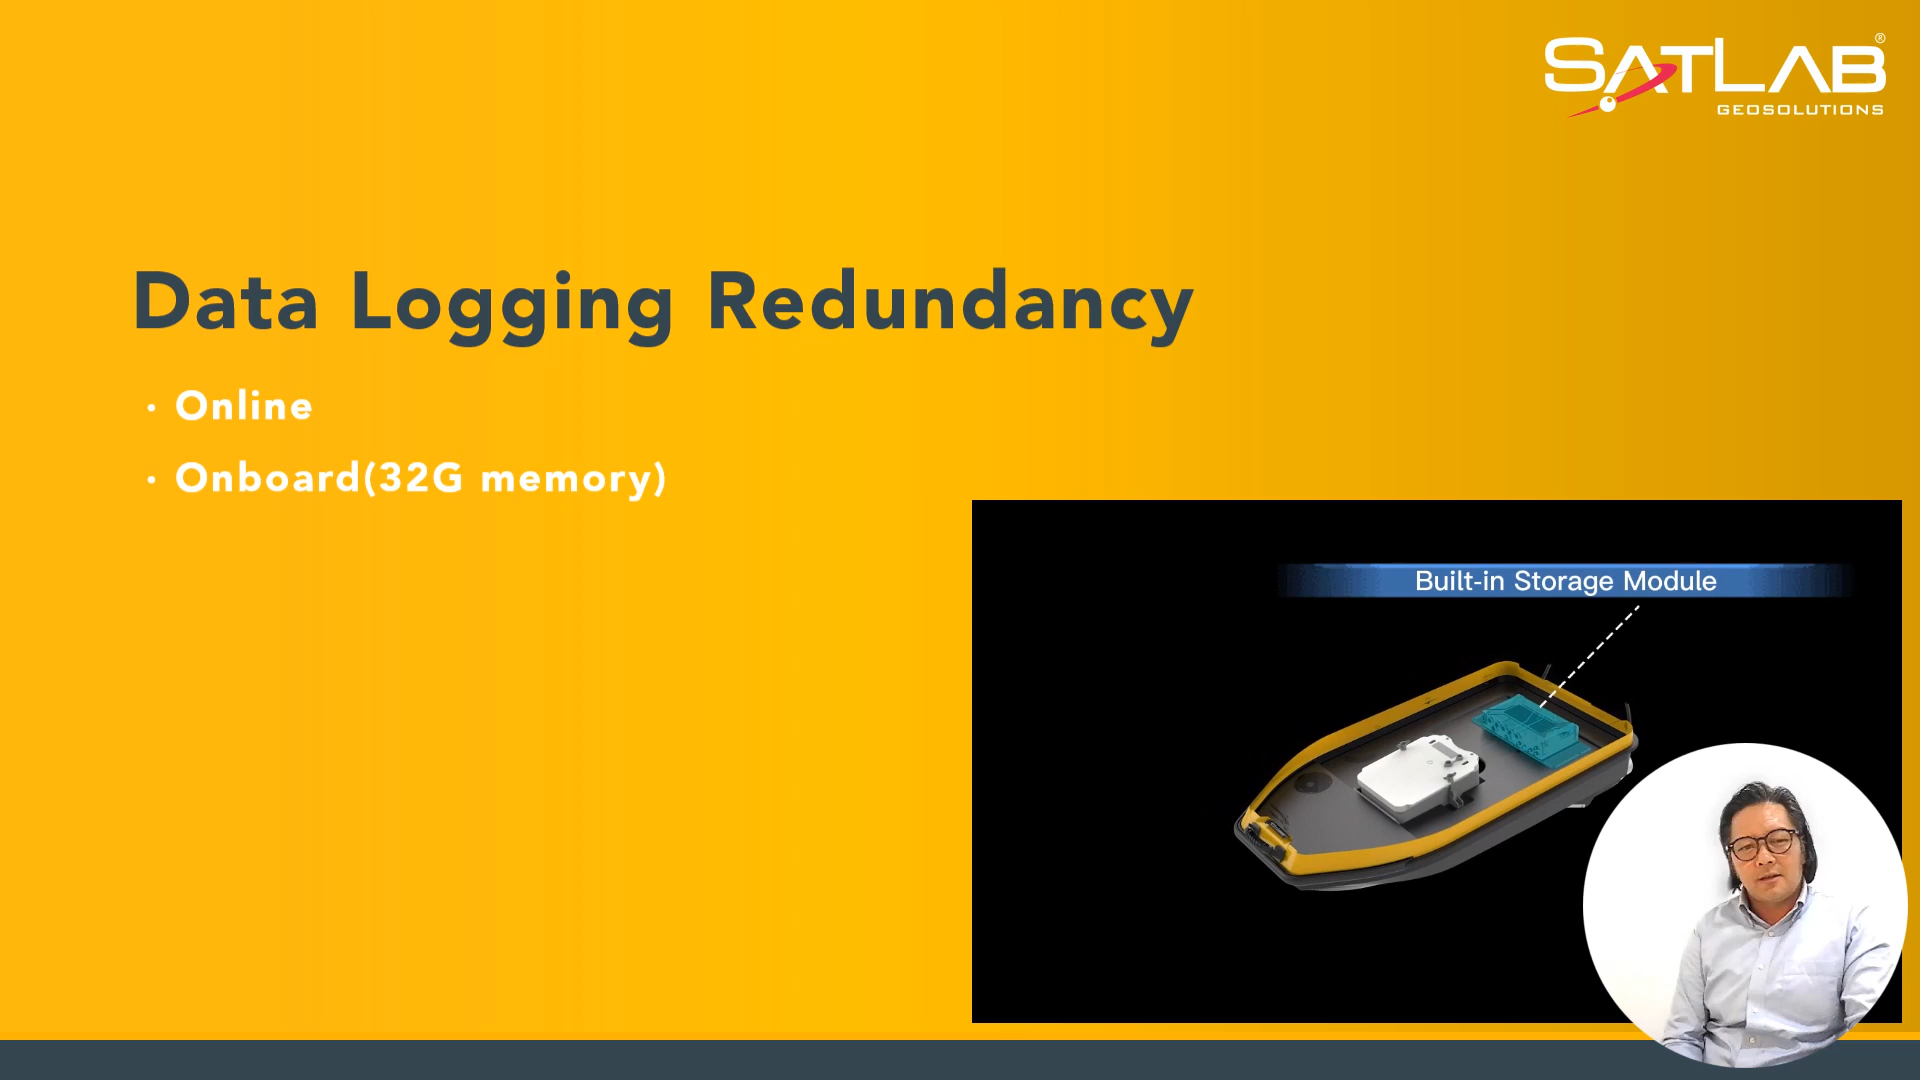 SATLAB®
GEOSOLUTIONS
Data Logging Redundancy
• Online
• Onboard(32G memory)
Built-in Storage Module